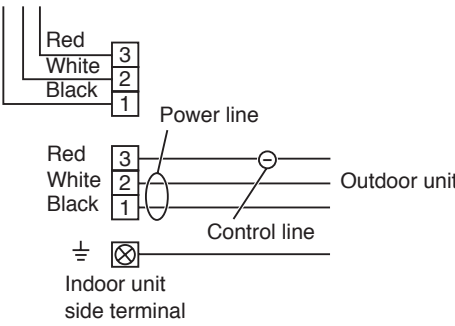 Red
3
White
2
Black
1
Power line
Red
3
White
2
Outdoor unit
Black
1
Control line
Indoor unit
side terminal